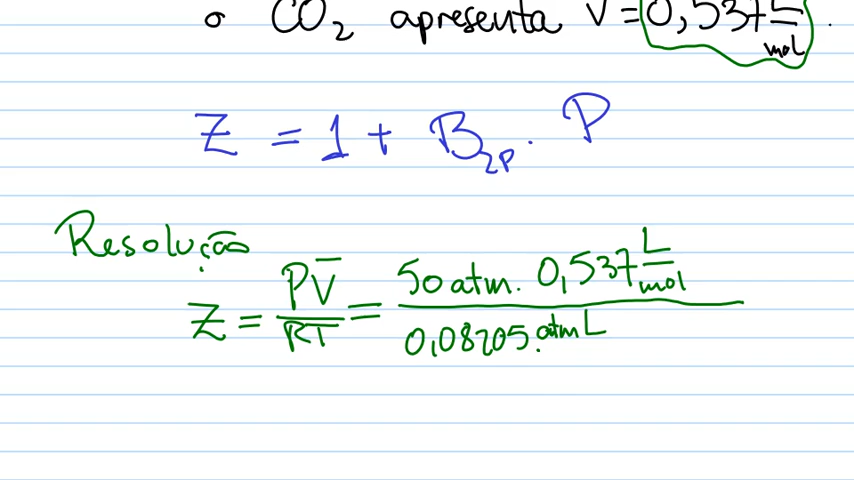 o CO₂ apresenta V̅ = 0,537 L/mol.
Z = 1 + B₂ₚ . P
Resolução
Z = PV̅/RT = 50 atm. 0,537 L/mol / 0,08205 atm L